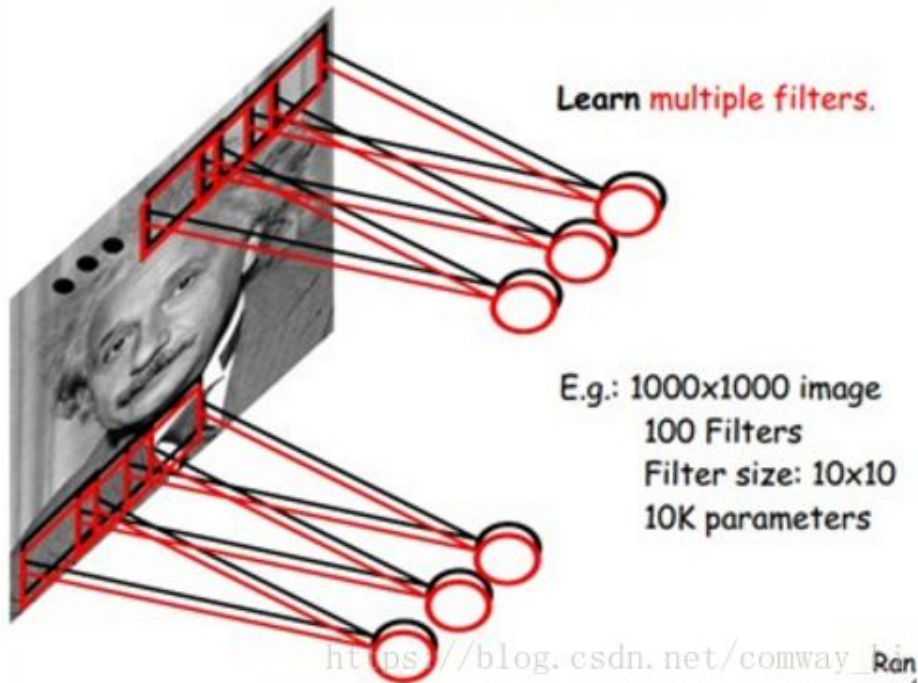 Learn multiple filters.
E.g.: 1000x1000 image
100 Filters
Filter size: 10x10
10K parameters
https://blog.csdn.net/comway_
Ran